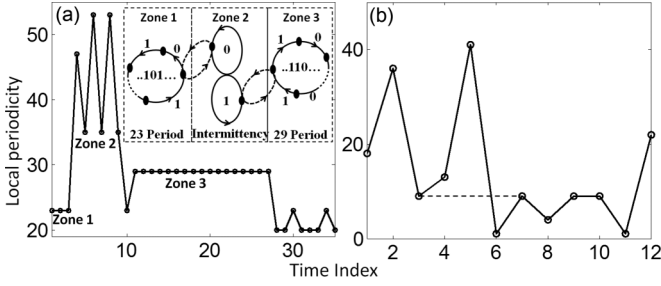 (a)
Zone 1
Zone 2
Zone 3
1
0
0
1
0
..101...
..110...
1
1
1
0
23 Period
Intermittency
29 Period
Zone 1
Zone 2
Zone 3
50
40
30
20
10
20
30
Local periodicity
(b)
40
20
0
2
4
6
8
10
12
Time Index